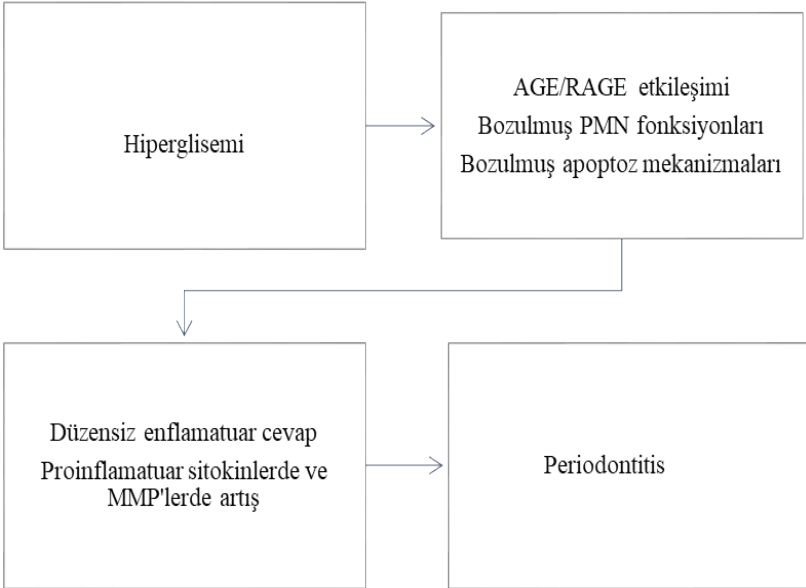 Hiperglisemi
AGE/RAGE etkileşimi
Bozulmuş PMN fonksiyonları
Bozulmuş apoptoz mekanizmaları
Düzensiz enflamatuar cevap
Proinflamatuar sitokinlerde ve
MMP'lerde artış
Periodontitis